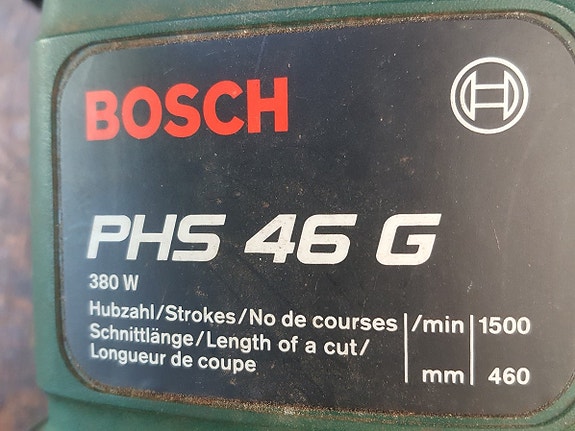 BOSCH
PHS 46 G
380 W
Hubzahl/Strokes/No de courses /min 1500
Schnittlänge/Length of a cut/
Longueur de coupe mm 460